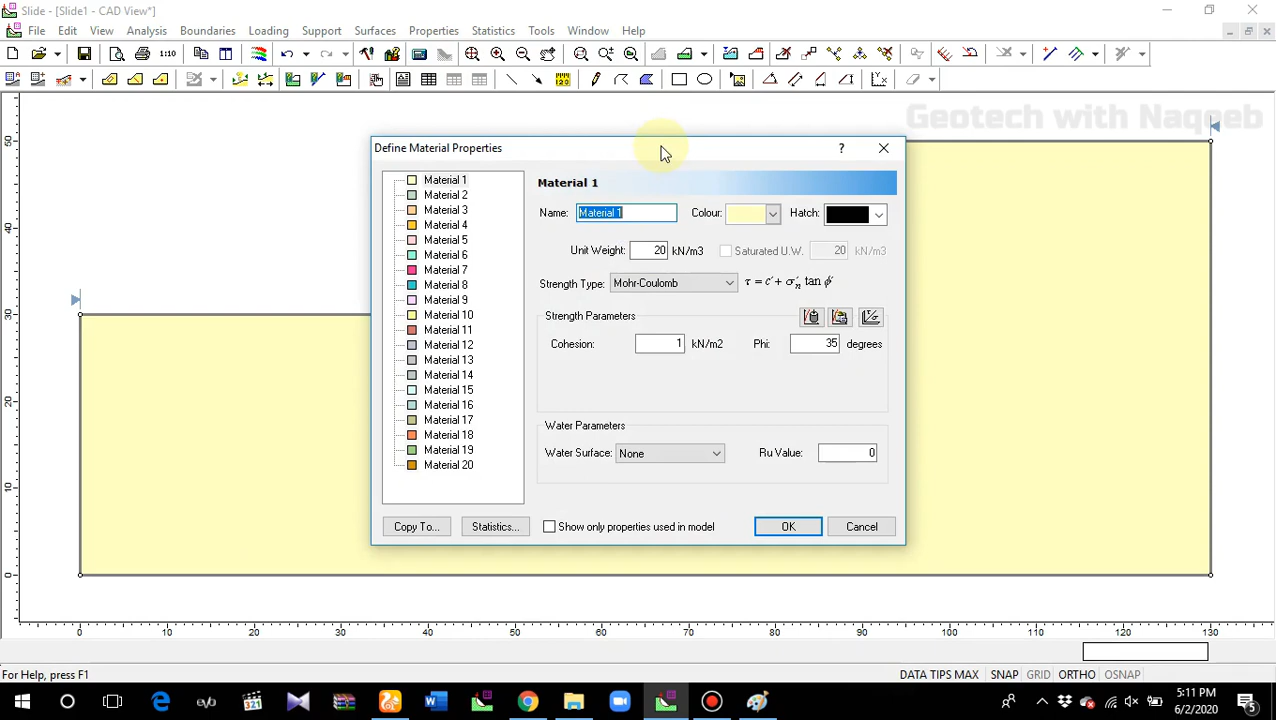 Slide - [Slide1 - CAD View*]
File Edit View Analysis Boundaries Loading Support Surfaces Properties Statistics Tools Window Help
1:10
Geotech with Naqeeb
Define Material Properties ?
Material 1
Material 2
Material 3
Material 4
Material 5
Material 6
Material 7
Material 8
Material 9
Material 10
Material 11
Material 12
Material 13
Material 14
Material 15
Material 16
Material 17
Material 18
Material 19
Material 20
Material 1
Name: Material 1 Colour: Hatch:
Unit Weight: 20 kN/m3 Saturated U.W. 20 kN/m3
Strength Type: Mohr-Coulomb τ = c′ + σ′n tan ϕ′
Strength Parameters
Cohesion: 1 kN/m2 Phi: 35 degrees
Water Parameters
Water Surface: None Ru Value: 0
Copy To... Statistics... Show only properties used in model OK Cancel
50
40
30
20
10
0
0 10 20 30 40 50 60 70 80 90 100 110 120 130
For Help, press F1 DATA TIPS MAX SNAP GRID ORTHO OSNAP
5:11 PM
6/2/2020
5